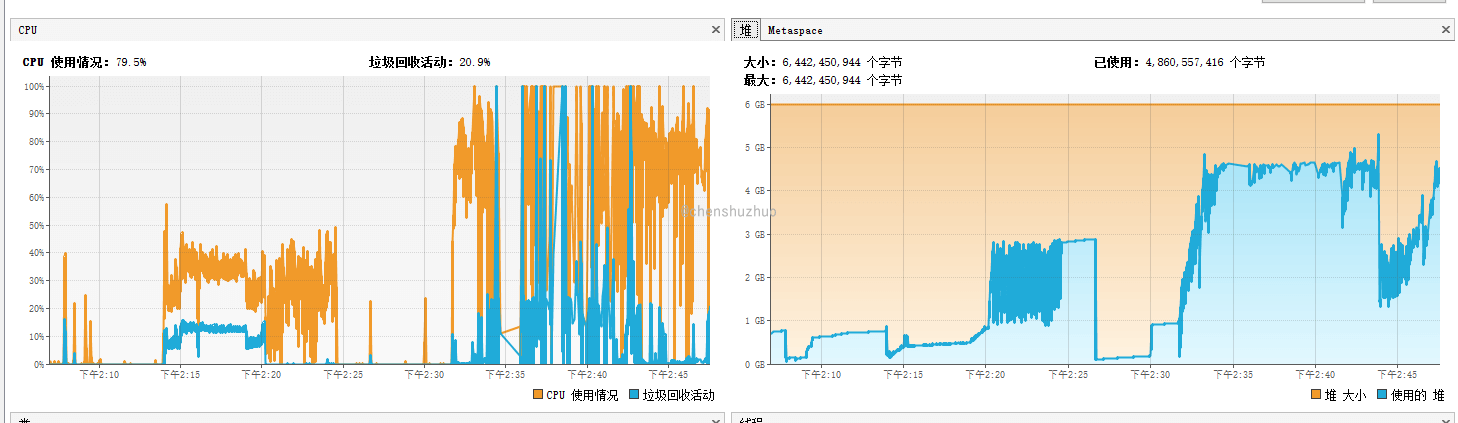 CPU
CPU 使用情况: 79.5%
垃圾回收活动: 20.9%
100%
90%
80%
70%
60%
50%
40%
30%
20%
10%
0%
下午2:10
下午2:15
下午2:20
下午2:25
下午2:30
下午2:35
下午2:40
下午2:45
CPU 使用情况
垃圾回收活动
堆
Metaspace
大小: 6,442,450,944 个字节
已使用: 4,860,557,416 个字节
最大: 6,442,450,944 个字节
6 GB
5 GB
4 GB
3 GB
2 GB
1 GB
0 GB
下午2:10
下午2:15
下午2:20
下午2:25
下午2:30
下午2:35
下午2:40
下午2:45
堆 大小
使用的 堆